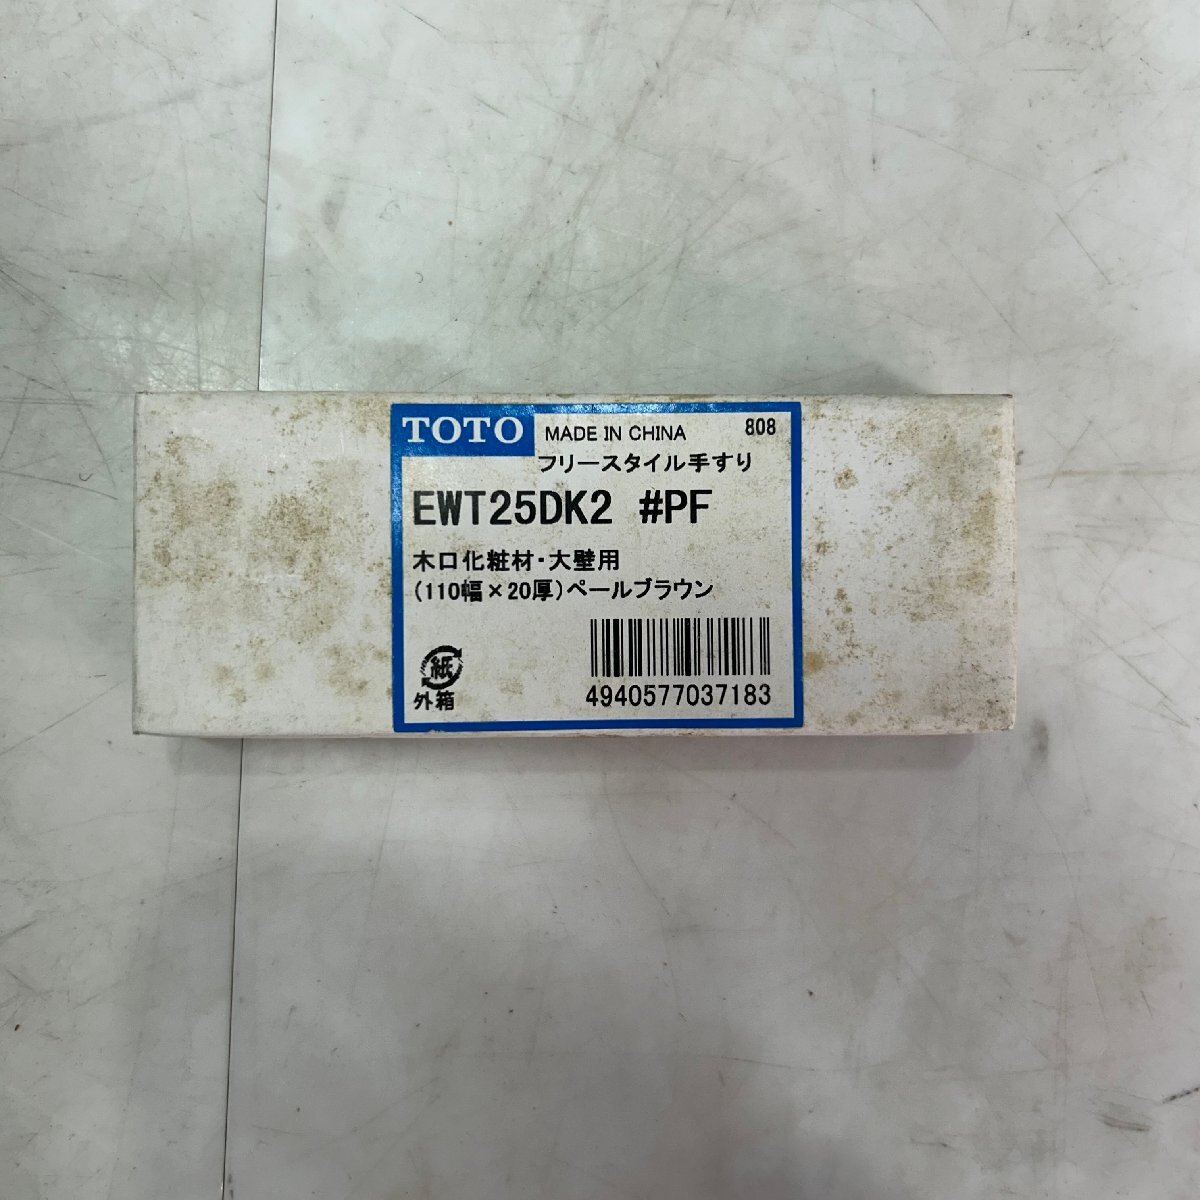 TOTO MADE IN CHINA 808
フリースタイル手すり
EWT25DK2 #PF
木口化粧材・大壁用
(110幅×20厚)ペールブラウン
紙
外箱
4940577037183